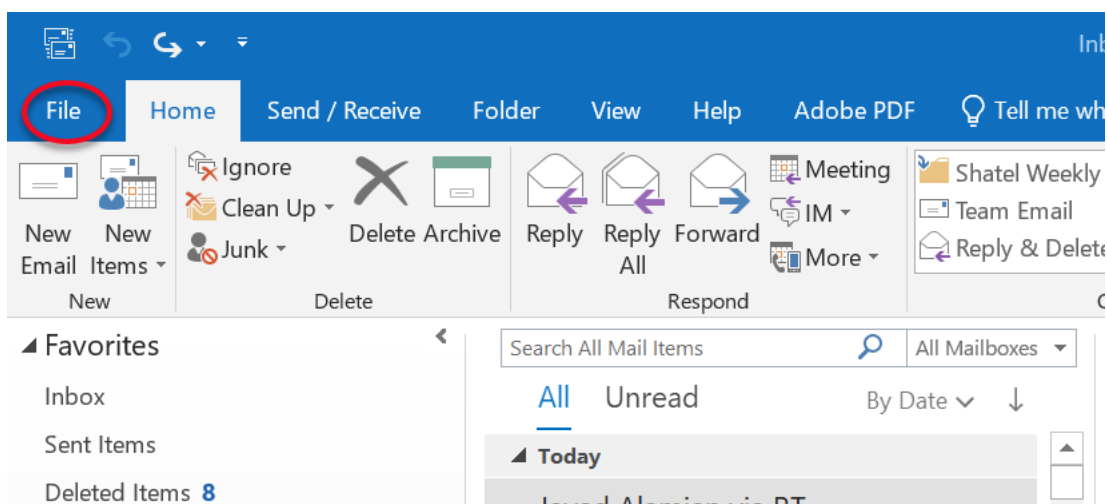 Inb
File Home Send / Receive Folder View Help Adobe PDF Tell me wh
Ignore
Clean Up
Junk
New Email
New Items
Delete
Archive
Reply
Reply All
Forward
Meeting
IM
More
Shatel Weekly
Team Email
Reply & Delete
New
Delete
Respond
Favorites
Inbox
Sent Items
Deleted Items 8
Search All Mail Items
All Mailboxes
All Unread By Date
Today